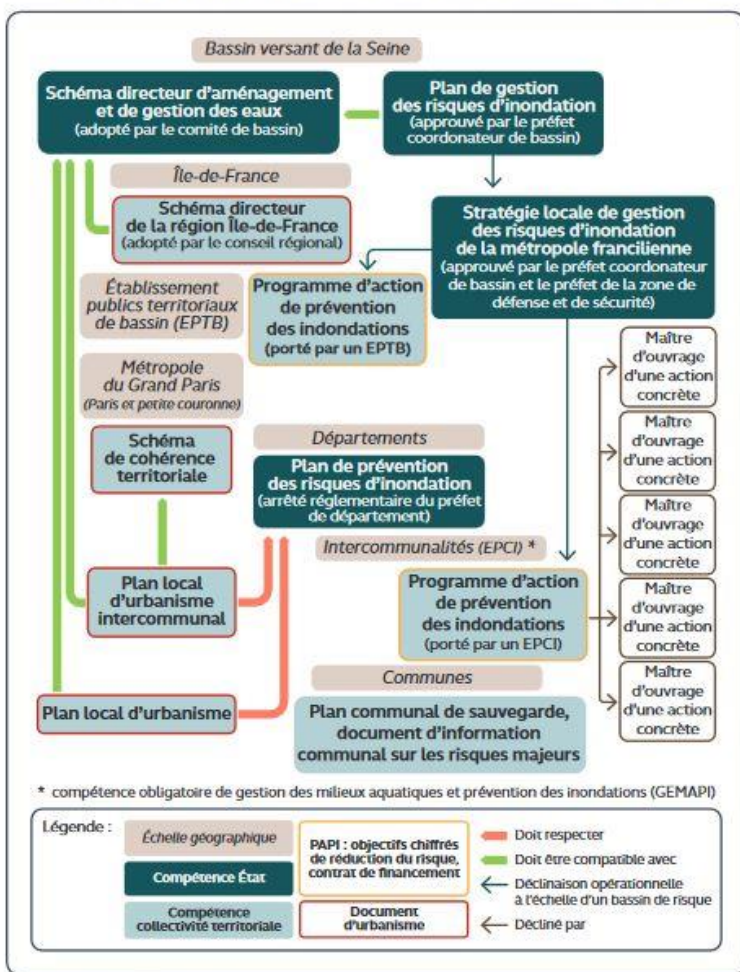 Bassin versant de la Seine
Schéma directeur d'aménagement
et de gestion des eaux
(adopté par le comité de bassin)
Plan de gestion
des risques d'inondation
(approuvé par le préfet
coordonateur de bassin)
Île-de-France
Schéma directeur
de la région Île-de-France
(adopté par le conseil régional)
Stratégie locale de gestion
des risques d'inondation
de la métropole francilienne
(approuvé par le préfet coordonateur
de bassin et le préfet de la zone de
défense et de sécurité)
Établissement
publics territoriaux
de bassin (EPTB)
Programme d'action
de prévention
des indondations
(porté par un EPTB)
Métropole
du Grand Paris
(Paris et petite couronne)
Schéma
de cohérence
territoriale
Départements
Plan de prévention
des risques d'inondation
(arrêté réglementaire du préfet
de département)
Maître
d'ouvrage
d'une action
concrète
Maître
d'ouvrage
d'une action
concrète
Maître
d'ouvrage
d'une action
concrète
Maître
d'ouvrage
d'une action
concrète
Maître
d'ouvrage
d'une action
concrète
Intercommunalités (EPCI) *
Plan local
d'urbanisme
intercommunal
Programme d'action
de prévention
des indondations
(porté par un EPCI)
Communes
Plan local d'urbanisme
Plan communal de sauvegarde,
document d'information
communal sur les risques majeurs
* compétence obligatoire de gestion des milieux aquatiques et prévention des inondations (GEMAPI)
Légende :
Échelle géographique
Compétence État
Compétence
collectivité territoriale
PAPI : objectifs chiffrés
de réduction du risque,
contrat de financement
Document
d'urbanisme
Doit respecter
Doit être compatible avec
Déclinaison opérationnelle
à l'échelle d'un bassin de risque
Décliné par